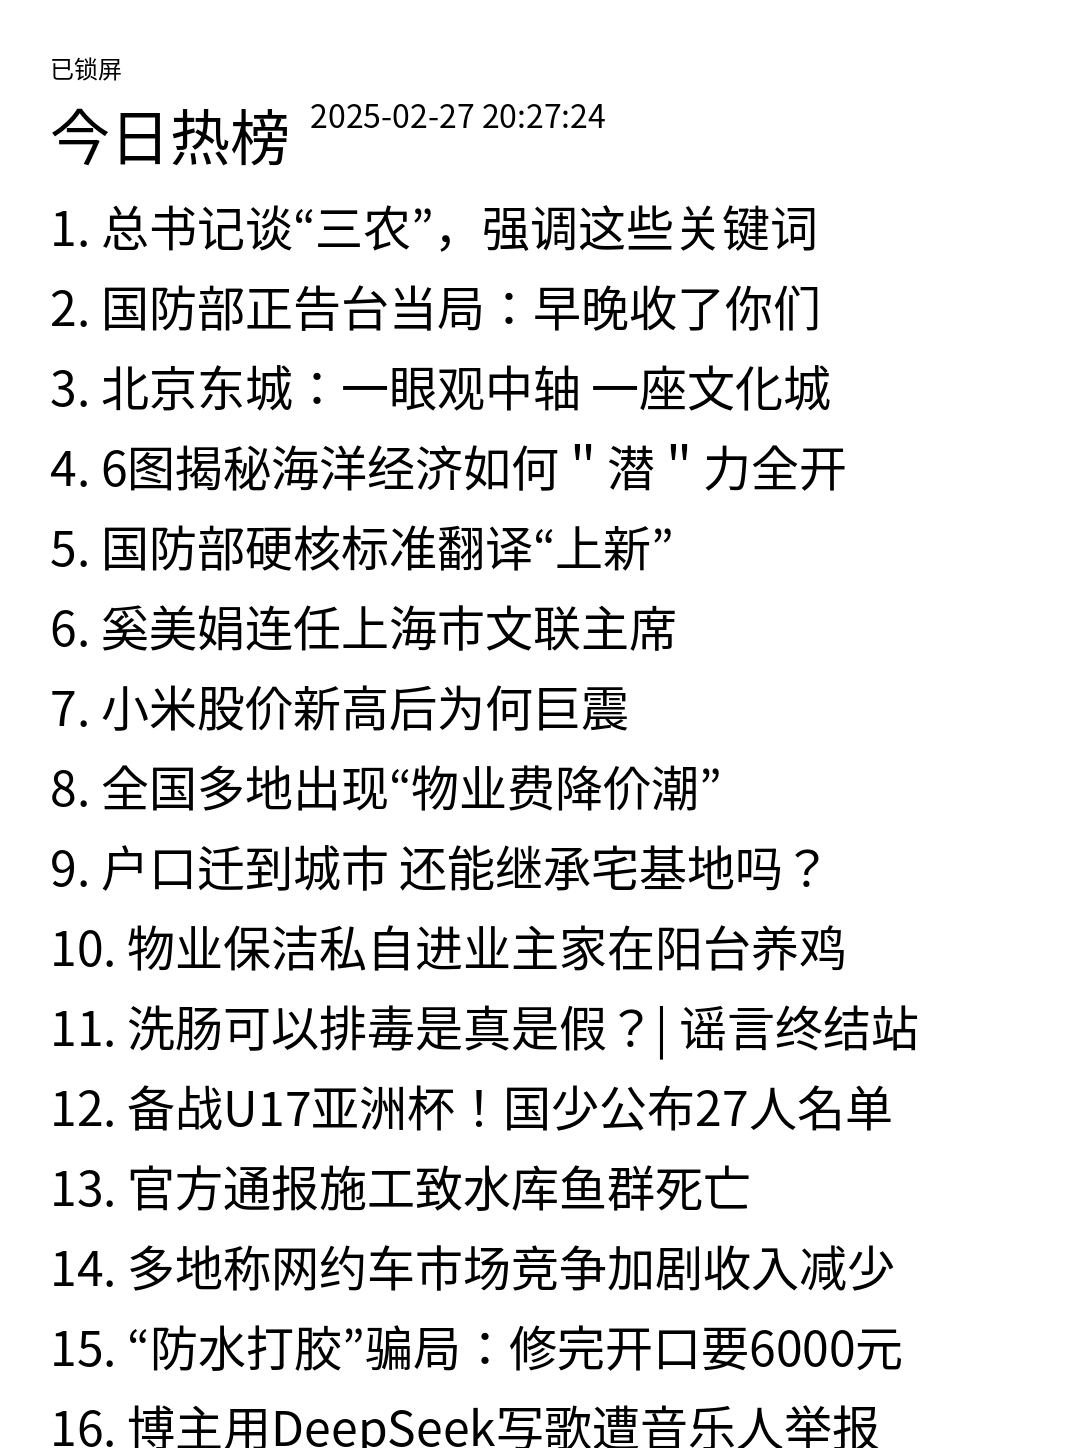 已锁屏
今日热榜 2025-02-27 20:27:24
1. 总书记谈“三农”，强调这些关键词
2. 国防部正告台当局：早晚收了你们
3. 北京东城：一眼观中轴 一座文化城
4. 6图揭秘海洋经济如何＂潜＂力全开
5. 国防部硬核标准翻译“上新”
6. 奚美娟连任上海市文联主席
7. 小米股价新高后为何巨震
8. 全国多地出现“物业费降价潮”
9. 户口迁到城市 还能继承宅基地吗？
10. 物业保洁私自进业主家在阳台养鸡
11. 洗肠可以排毒是真是假？| 谣言终结站
12. 备战U17亚洲杯！国少公布27人名单
13. 官方通报施工致水库鱼群死亡
14. 多地称网约车市场竞争加剧收入减少
15. “防水打胶”骗局：修完开口要6000元
16. 博主用DeepSeek写歌遭音乐人举报